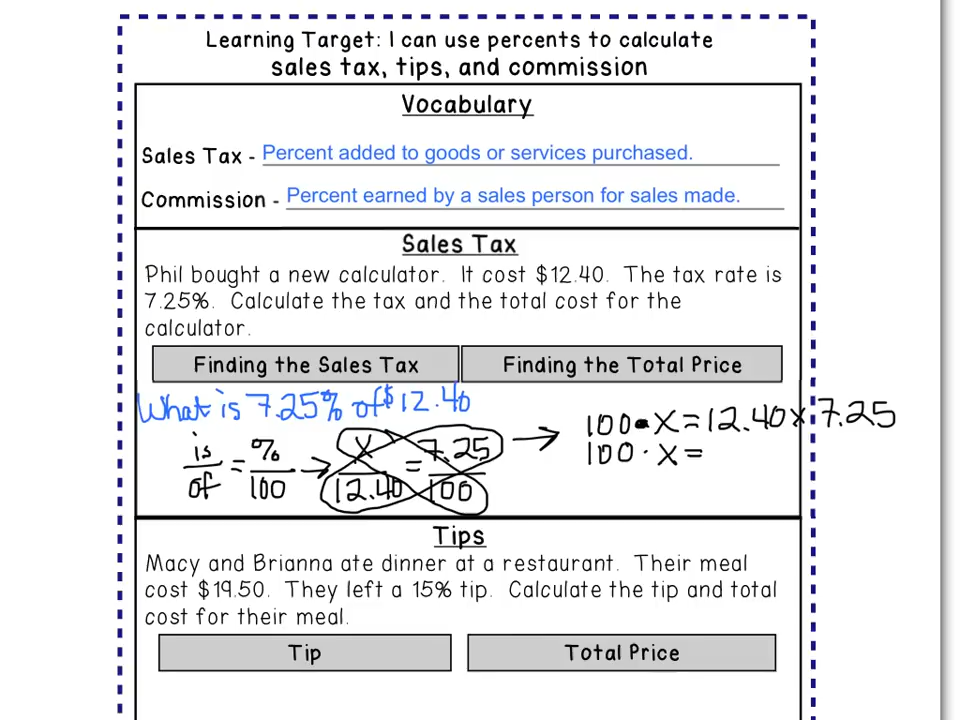 Learning Target: I can use percents to calculate
sales tax, tips, and commission
Vocabulary
Sales Tax - Percent added to goods or services purchased.
Commission - Percent earned by a sales person for sales made.
Sales Tax
Phil bought a new calculator. It cost $12.40. The tax rate is
7.25%. Calculate the tax and the total cost for the
calculator.
Finding the Sales Tax Finding the Total Price
What is 7.25% of $12.40
is/of = %/100 → x/12.40 = 7.25/100 →
100 • x = 12.40 x 7.25
100 · x =
Tips
Macy and Brianna ate dinner at a restaurant. Their meal
cost $19.50. They left a 15% tip. Calculate the tip and total
cost for their meal.
Tip Total Price